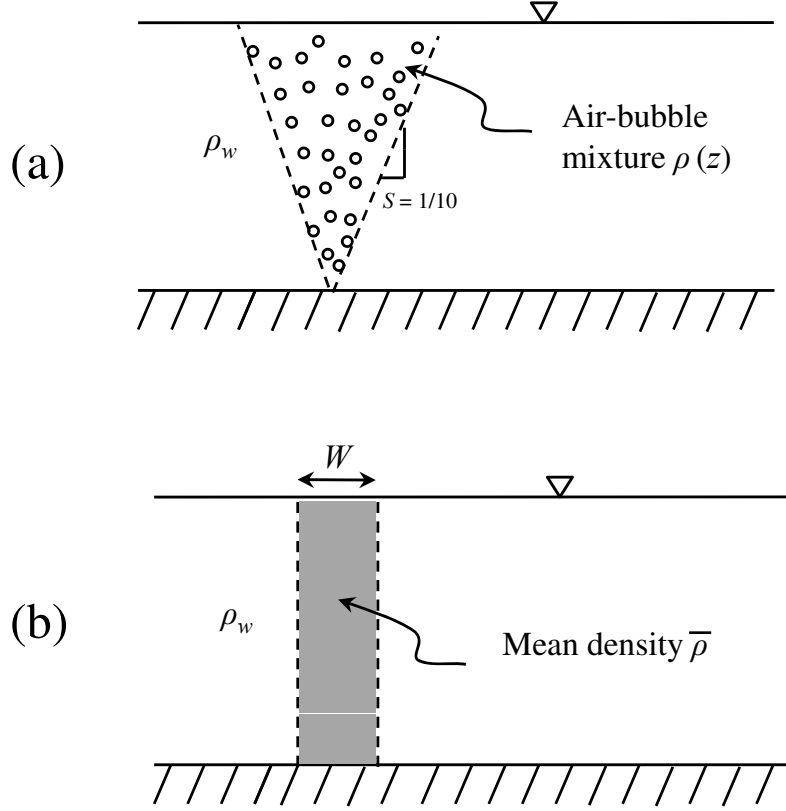 (a)
ρw
Air-bubble
mixture ρ (z)
S = 1/10
W
(b)
ρw
Mean density ρ̅